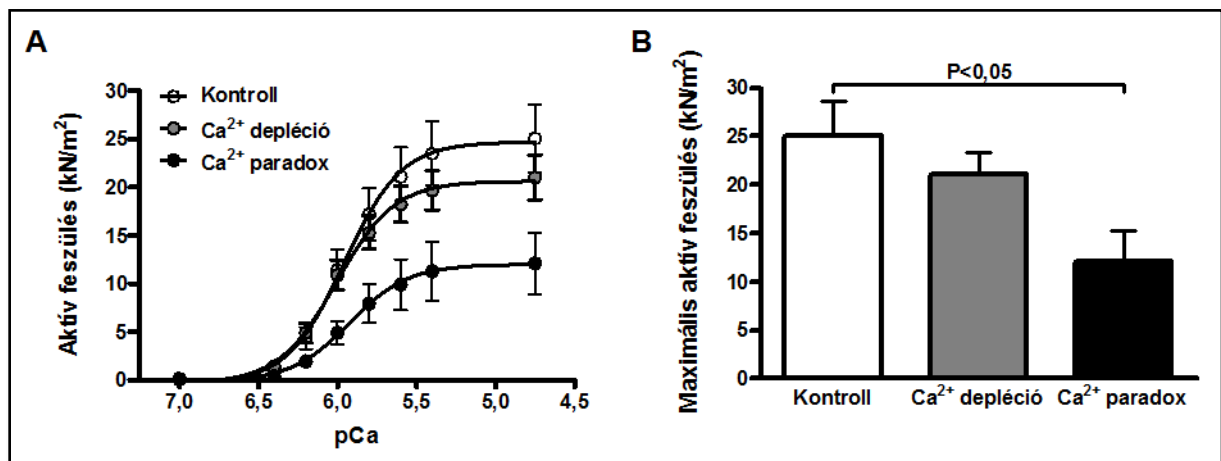 A
Aktív feszülés (kN/m²)
30
25
20
15
10
5
0
Kontroll
Ca²⁺ depléció
Ca²⁺ paradox
7,0 6,5 6,0 5,5 5,0 4,5
pCa
B
Maximális aktív feszülés (kN/m²)
P<0,05
30
25
20
15
10
5
0
Kontroll Ca²⁺ depléció Ca²⁺ paradox